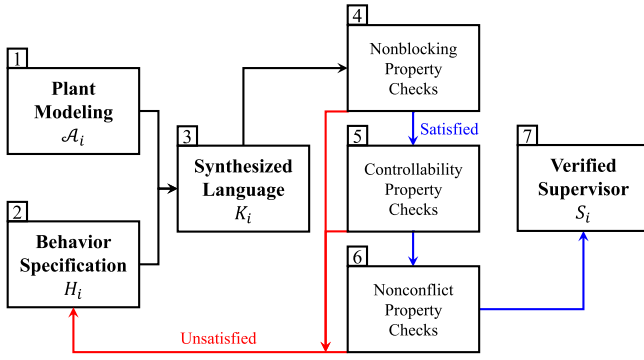 1
Plant
Modeling
𝒜ᵢ
2
Behavior
Specification
Hᵢ
3
Synthesized
Language
Kᵢ
4
Nonblocking
Property
Checks
Satisfied
5
Controllability
Property
Checks
6
Nonconflict
Property
Checks
Unsatisfied
7
Verified
Supervisor
Sᵢ